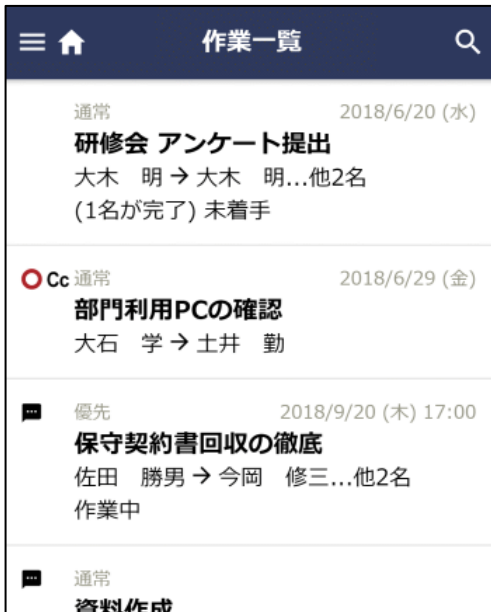 作業一覧
通常 2018/6/20 (水)
研修会 アンケート提出
大木　明 → 大木　明...他2名
(1名が完了) 未着手
Cc 通常 2018/6/29 (金)
部門利用PCの確認
大石　学 → 土井　勤
優先 2018/9/20 (木) 17:00
保守契約書回収の徹底
佐田　勝男 → 今岡　修三...他2名
作業中
通常
資料作成